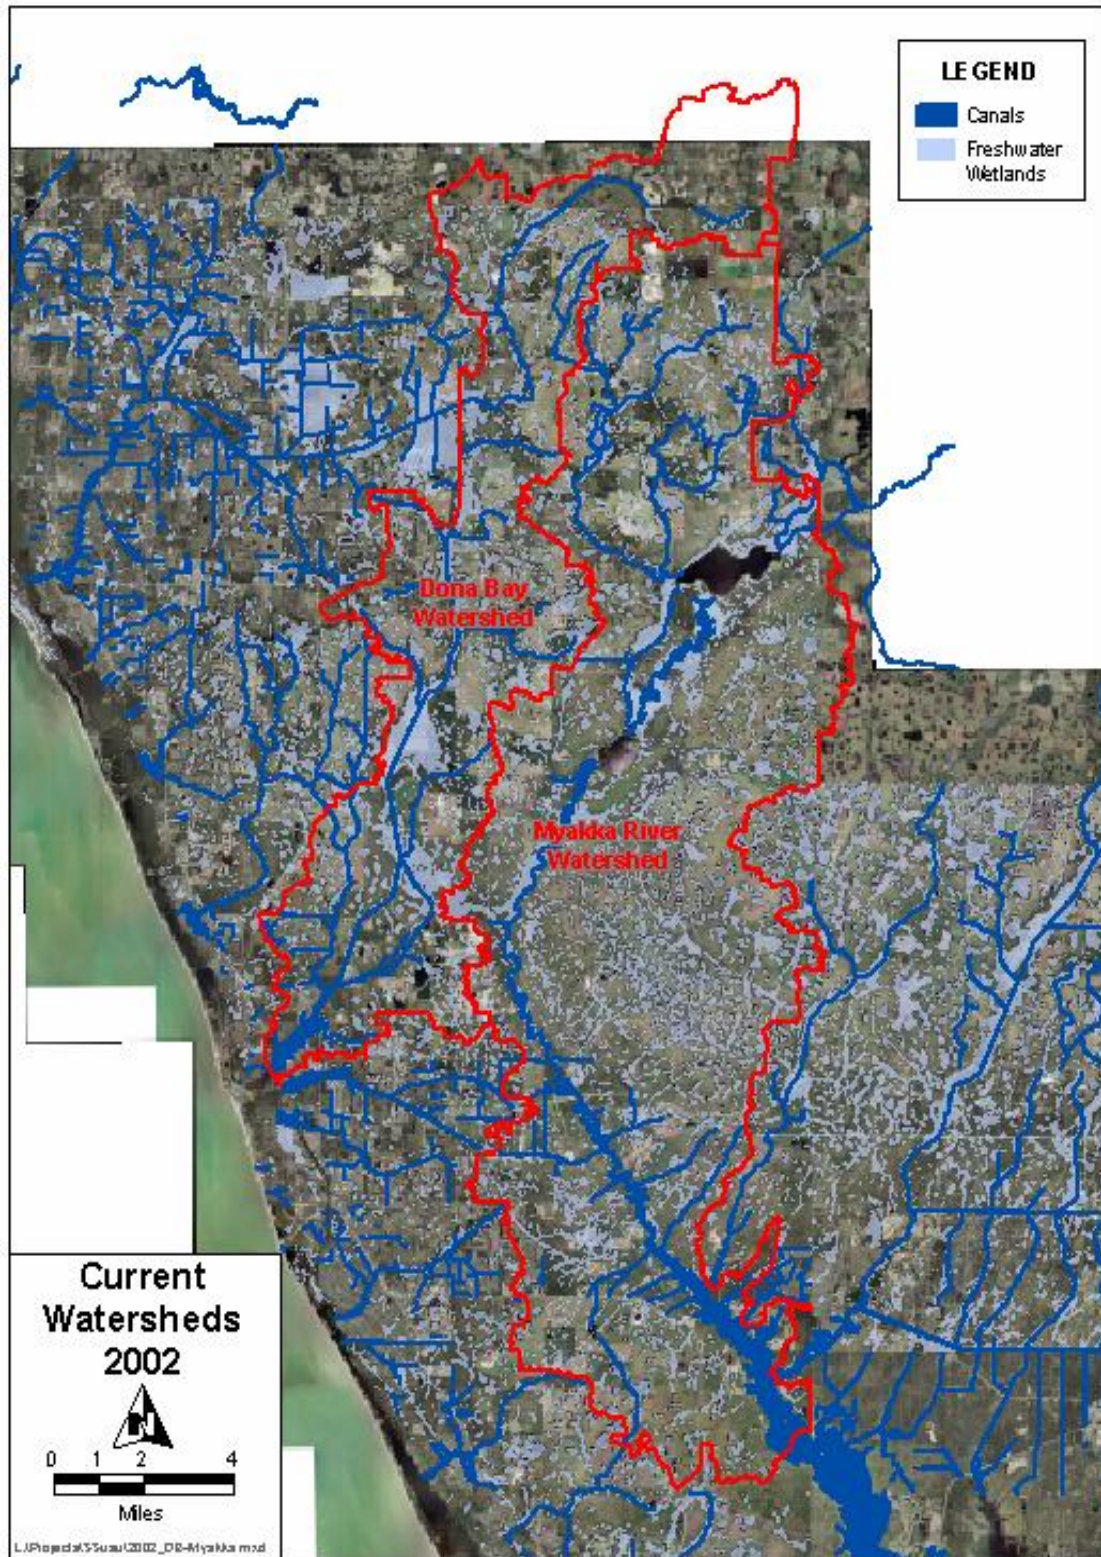 LEGEND
Canals
Freshwater
Wetlands
Dona Bay
Watershed
Myakka River
Watershed
Current
Watersheds
2002
N
0 1 2 4
Miles